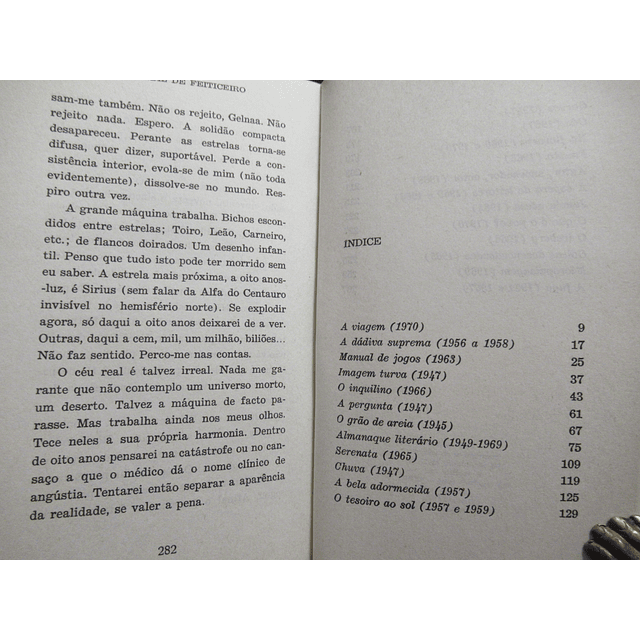 DE FEITICEIRO
sam-me também. Não os rejeito, Gelnaa. Não
rejeito nada. Espero. A solidão compacta
desapareceu. Perante as estrelas torna-se
difusa, quer dizer, suportável. Perde a con-
sistência interior, evola-se de mim (não toda
evidentemente), dissolve-se no mundo. Res-
piro outra vez.
A grande máquina trabalha. Bichos escon-
didos entre estrelas; Toiro, Leão, Carneiro,
etc.; de flancos doirados. Um desenho infan-
til. Penso que tudo isto pode ter morrido sem
eu saber. A estrela mais próxima, a oito anos-
-luz, é Sirius (sem falar da Alfa do Centauro
invisível no hemisfério norte). Se explodir
agora, só daqui a oito anos deixarei de a ver.
Outras, daqui a cem, mil, um milhão, biliões...
Não faz sentido. Perco-me nas contas.
O céu real é talvez irreal. Nada me ga-
rante que não contemplo um universo morto,
um deserto. Talvez a máquina de facto pa-
rasse. Mas trabalha ainda nos meus olhos.
Tece neles a sua própria harmonia. Dentro
de oito anos pensarei na catástrofe ou no can-
saço a que o médico dá o nome clínico de
angústia. Tentarei então separar a aparência
da realidade, se valer a pena.
282
INDICE
A viagem (1970) 9
A dádiva suprema (1956 a 1958) 17
Manual de jogos (1963) 25
Imagem turva (1947) 37
O inquilino (1966) 43
A pergunta (1947) 61
O grão de areia (1945) 67
Almanaque literário (1949-1969) 75
Serenata (1965) 109
Chuva (1947) 119
A bela adormecida (1957) 125
O tesoiro ao sol (1957 e 1959) 129